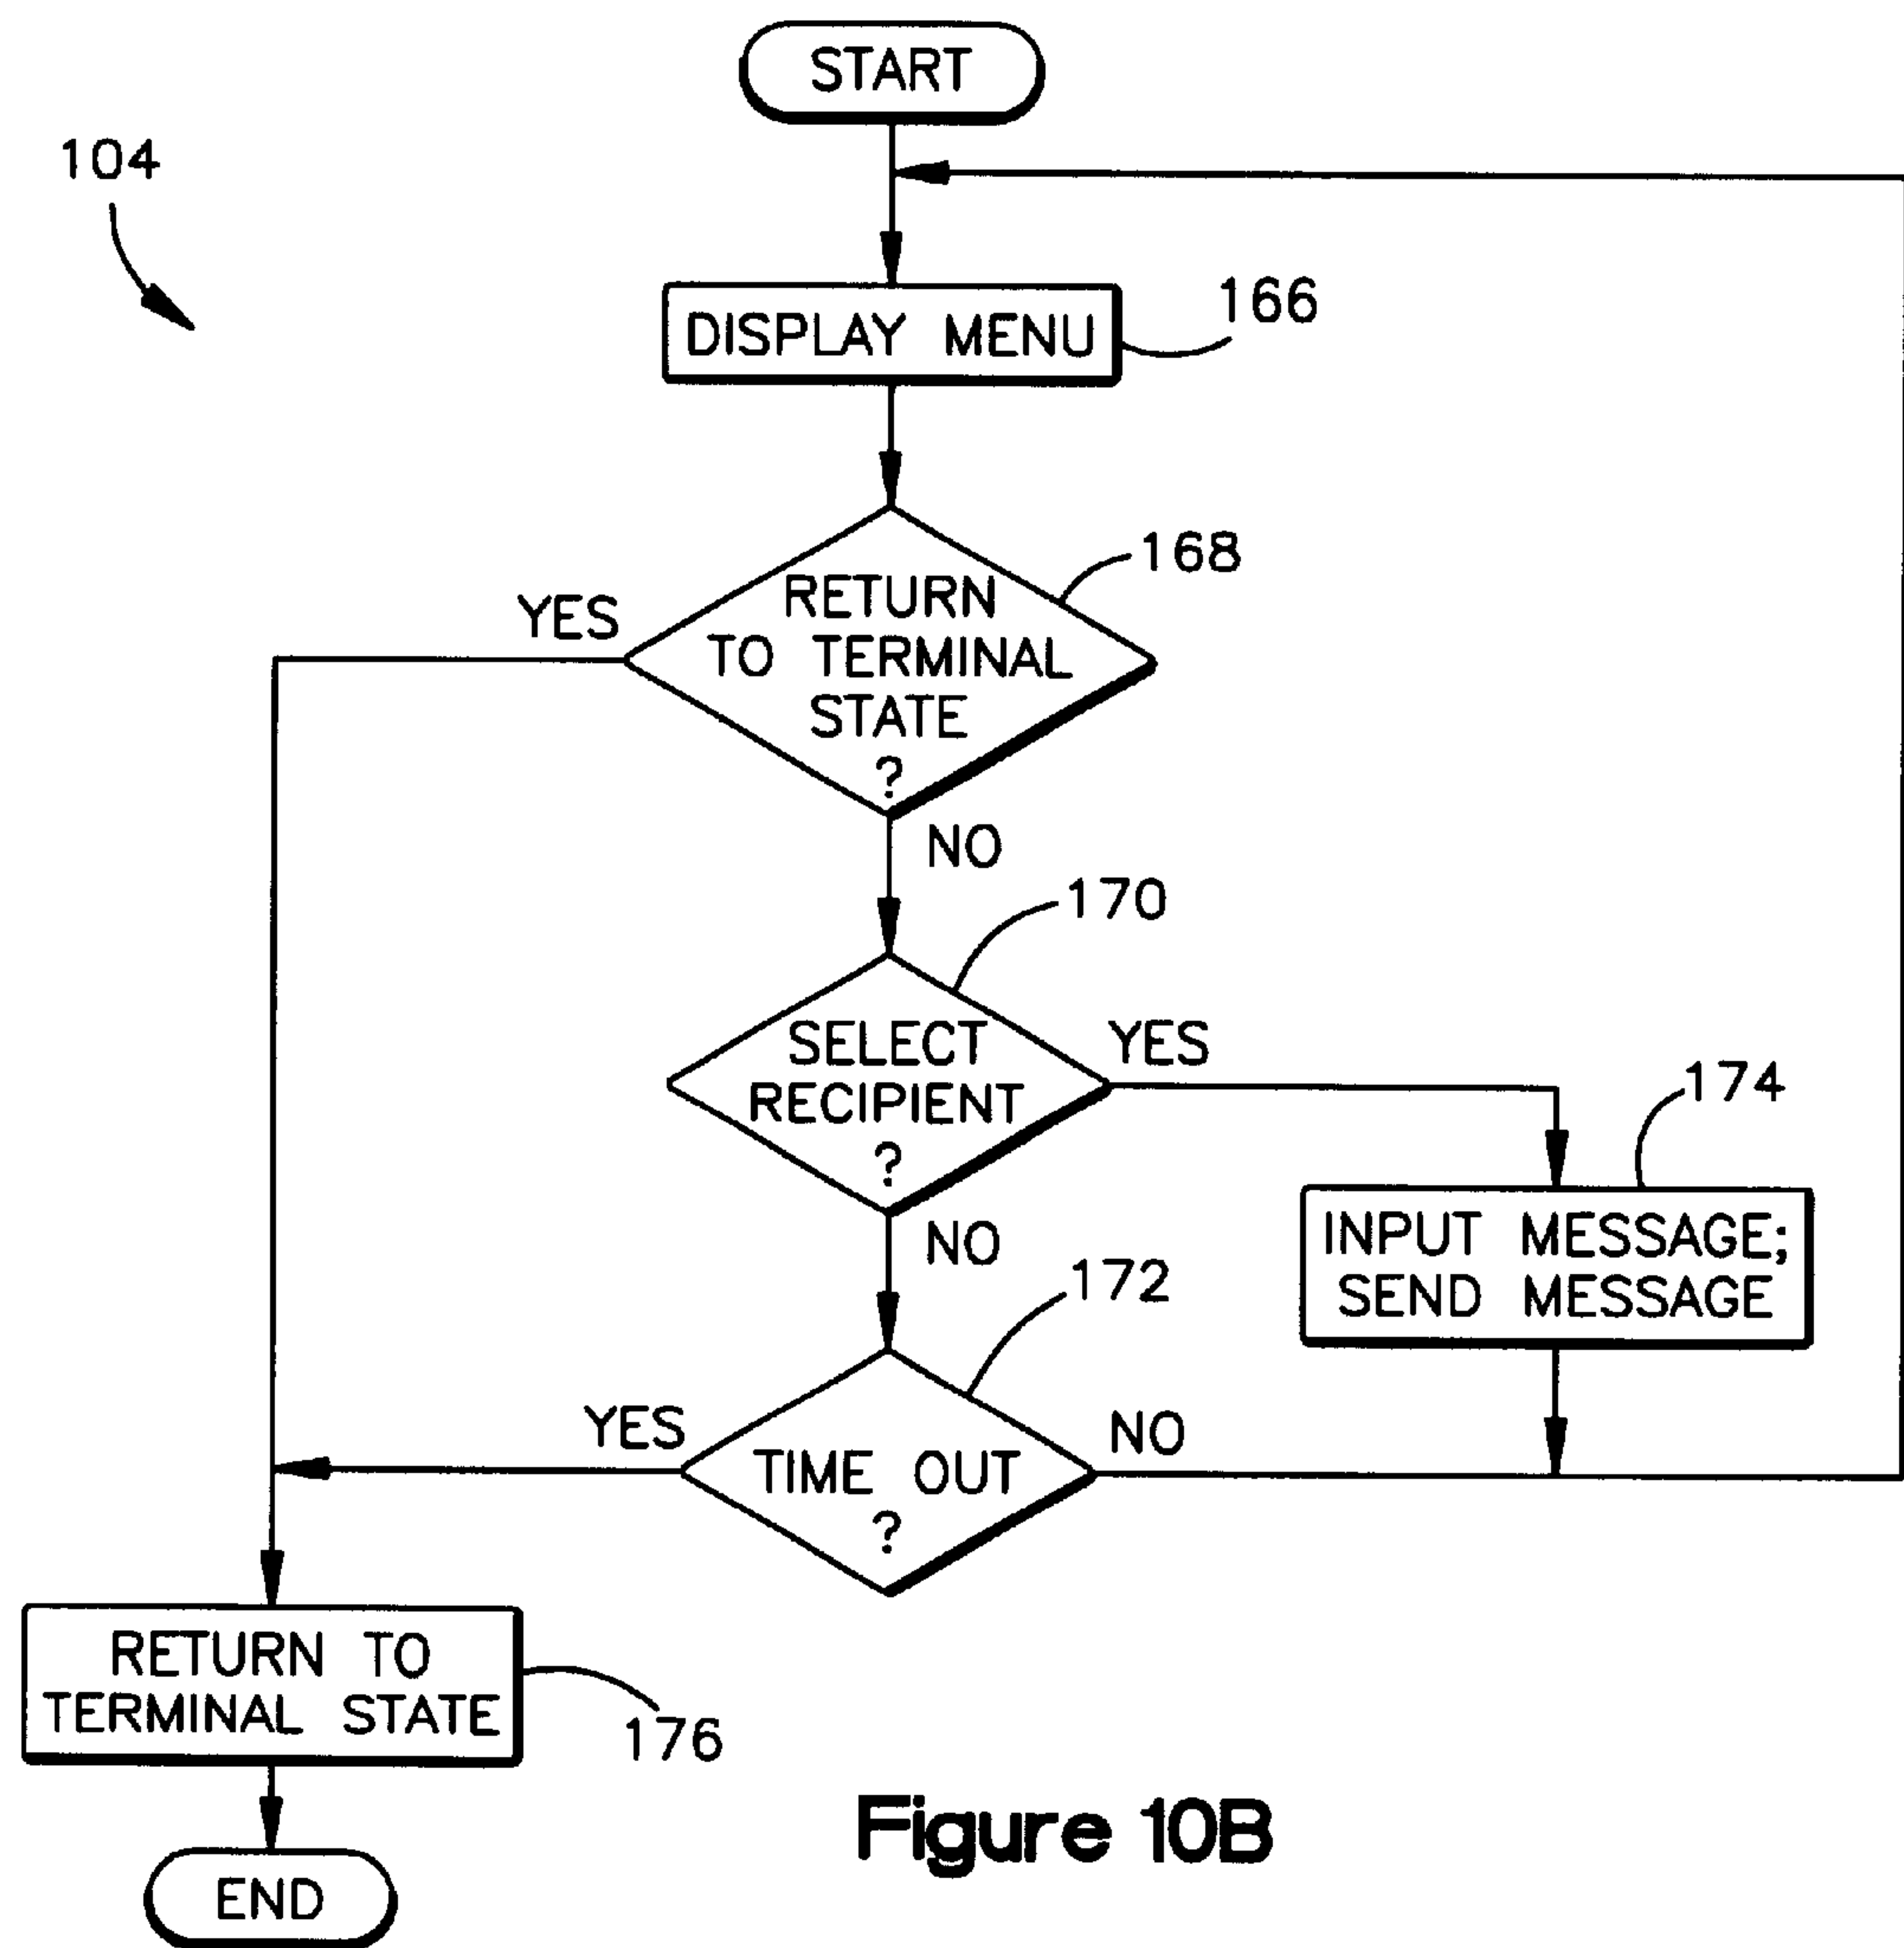 START
104
DISPLAY MENU
166
168
RETURN
TO TERMINAL
STATE
?
YES
NO
170
SELECT
RECIPIENT
?
YES
NO
174
INPUT MESSAGE;
SEND MESSAGE
172
YES
TIME OUT
?
NO
RETURN TO
TERMINAL STATE
176
END
Figure 10B